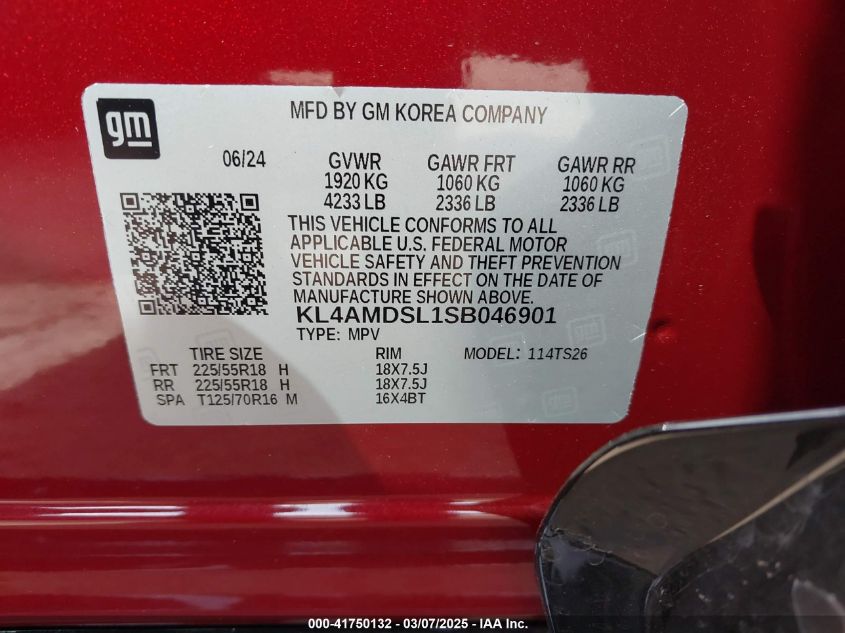 gm
MFD BY GM KOREA COMPANY
06/24 GVWR GAWR FRT GAWR RR
1920 KG 1060 KG 1060 KG
4233 LB 2336 LB 2336 LB
THIS VEHICLE CONFORMS TO ALL
APPLICABLE U.S. FEDERAL MOTOR
VEHICLE SAFETY AND THEFT PREVENTION
STANDARDS IN EFFECT ON THE DATE OF
MANUFACTURE SHOWN ABOVE.
KL4AMDSL1SB046901
TYPE: MPV
TIRE SIZE RIM MODEL: 114TS26
FRT 225/55R18 H 18X7.5J
RR 225/55R18 H 18X7.5J
SPA T125/70R16 M 16X4BT
000-41750132 - 03/07/2025 - IAA Inc.